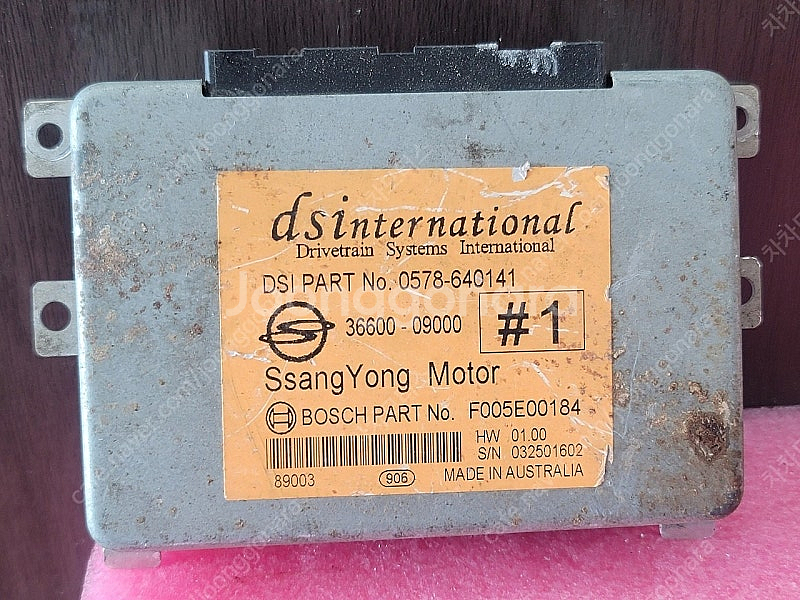 dsinternational
Drivetrain Systems International
DSI PART No. 0578-640141
36600 - 09000
#1
SsangYong Motor
BOSCH PART No. F005E00184
HW 01.00
S/N 032501602
89003
906
MADE IN AUSTRALIA
Joonggonara